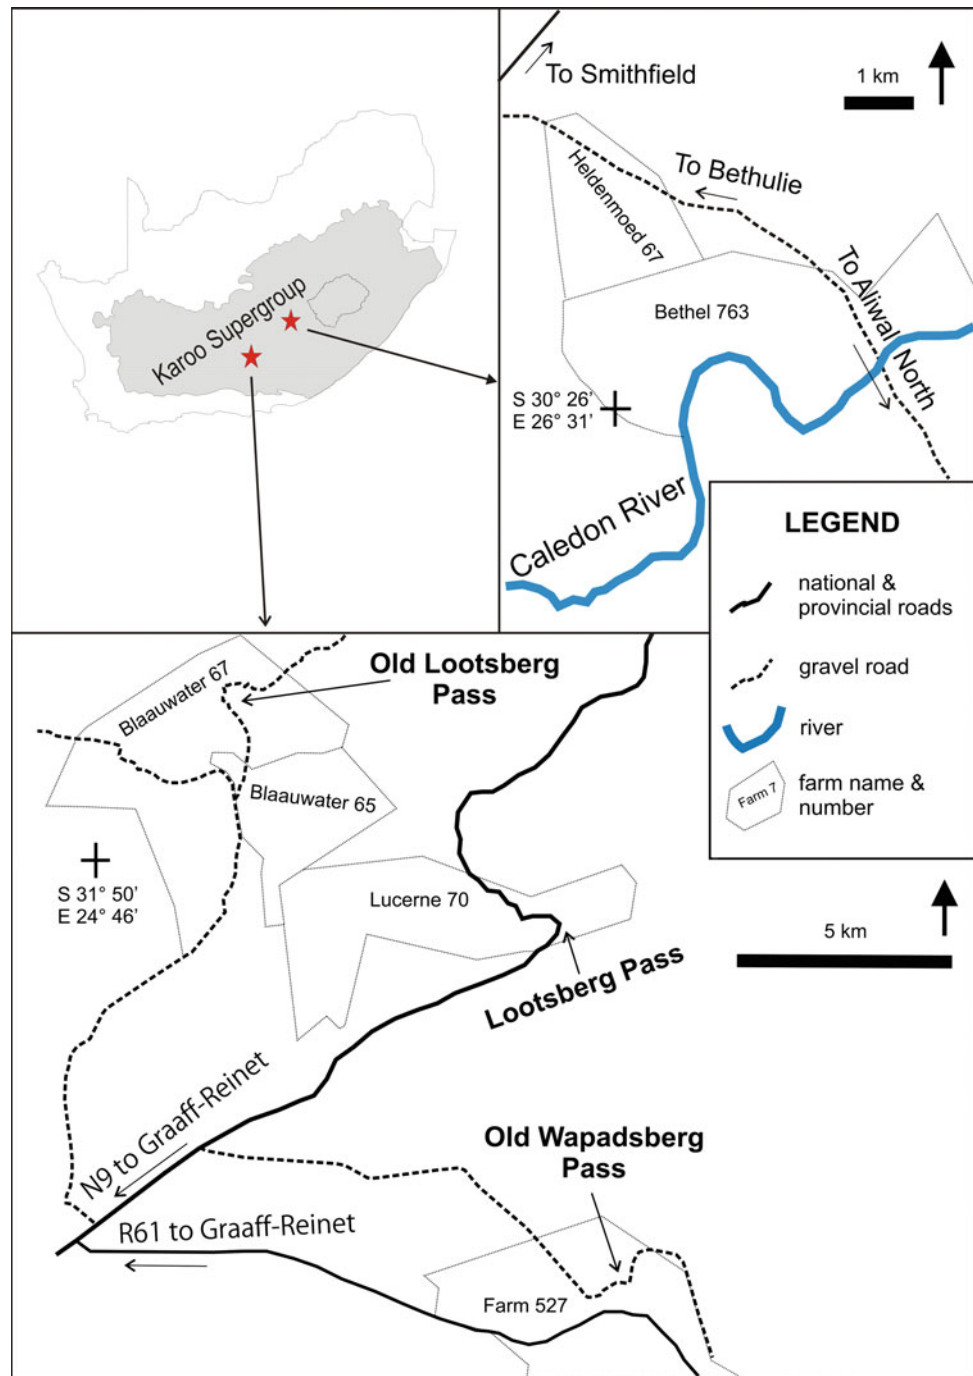 Karoo Supergroup
To Smithfield
1 km
To Bethulie
Heldenmoed 67
To Aliwal North
Bethel 763
S 30° 26’
E 26° 31’
Caledon River
LEGEND
national &
provincial roads
gravel road
river
Farm 7
farm name &
number
Old Lootsberg
Pass
Blaauwater 67
Blaauwater 65
S 31° 50’
E 24° 46’
Lucerne 70
5 km
Lootsberg Pass
N9 to Graaff-Reinet
Old Wapadsberg
Pass
R61 to Graaff-Reinet
Farm 527